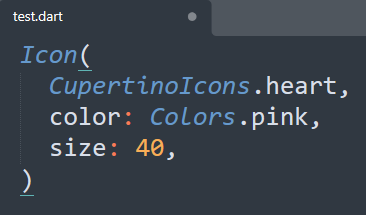 test.dart
Icon(
  CupertinoIcons.heart,
  color: Colors.pink,
  size: 40,
)